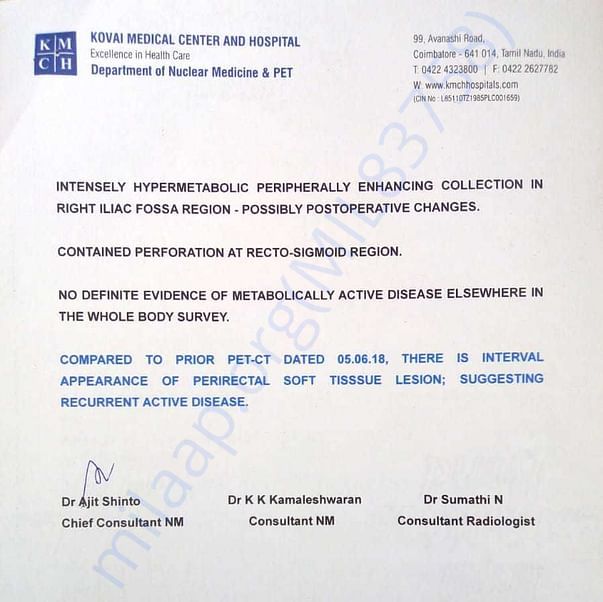 K M
C H
KOVAI MEDICAL CENTER AND HOSPITAL
Excellence in Health Care
Department of Nuclear Medicine & PET
99, Avanashi Road,
Coimbatore - 641 014, Tamil Nadu, India
T: 0422 4323800 | F: 0422 2627782
W: www.kmchhospitals.com
(CIN No : L85110TZ1985PLC001659)
INTENSELY HYPERMETABOLIC PERIPHERALLY ENHANCING COLLECTION IN
RIGHT ILIAC FOSSA REGION - POSSIBLY POSTOPERATIVE CHANGES.
CONTAINED PERFORATION AT RECTO-SIGMOID REGION.
NO DEFINITE EVIDENCE OF METABOLICALLY ACTIVE DISEASE ELSEWHERE IN
THE WHOLE BODY SURVEY.
COMPARED TO PRIOR PET-CT DATED 05.06.18, THERE IS INTERVAL
APPEARANCE OF PERIRECTAL SOFT TISSSUE LESION; SUGGESTING
RECURRENT ACTIVE DISEASE.
Dr Ajit Shinto
Chief Consultant NM
Dr K K Kamaleshwaran
Consultant NM
Dr Sumathi N
Consultant Radiologist